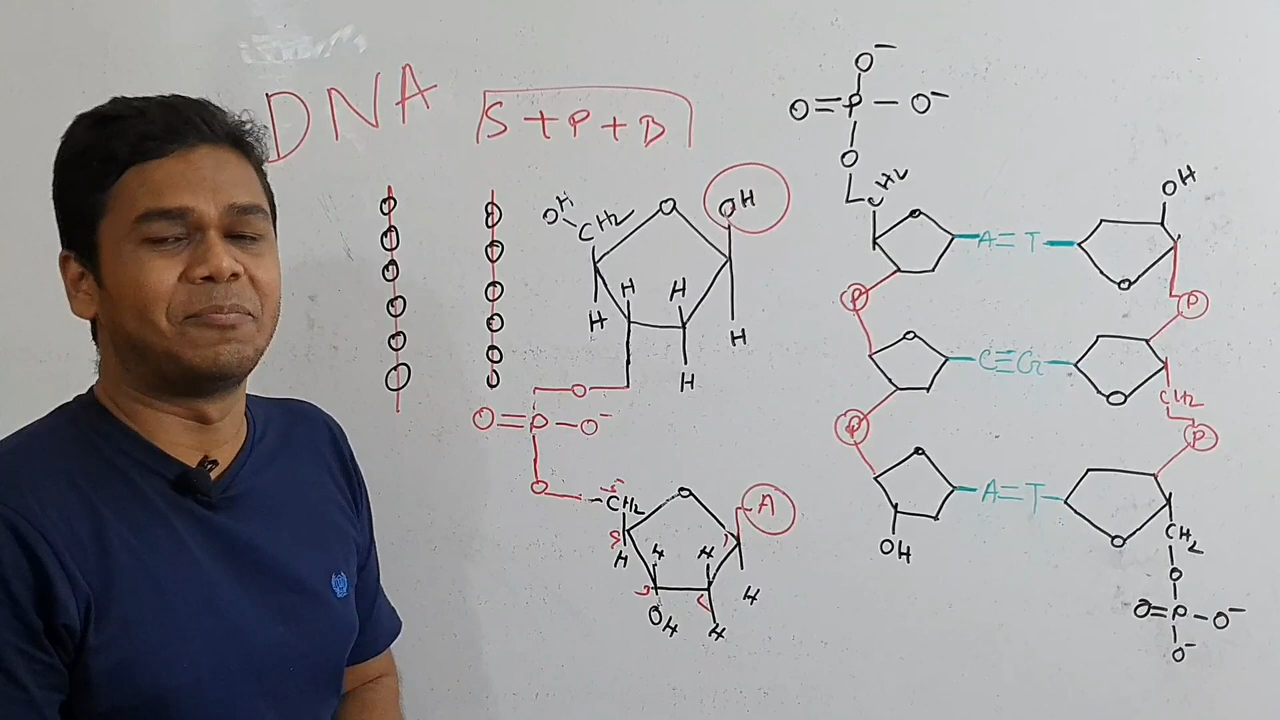 DNA
S + P + B
OH
CH2
O
OH
H
H
H
H
H
O
O=P-O⁻
O
CH2
O
A
H
H
H
H
OH
H
O⁻
O=P-O⁻
O
CH2
OH
A=T
P
P
C≡G
CH2
P
P
A=T
OH
CH2
O
O=P-O⁻
O⁻